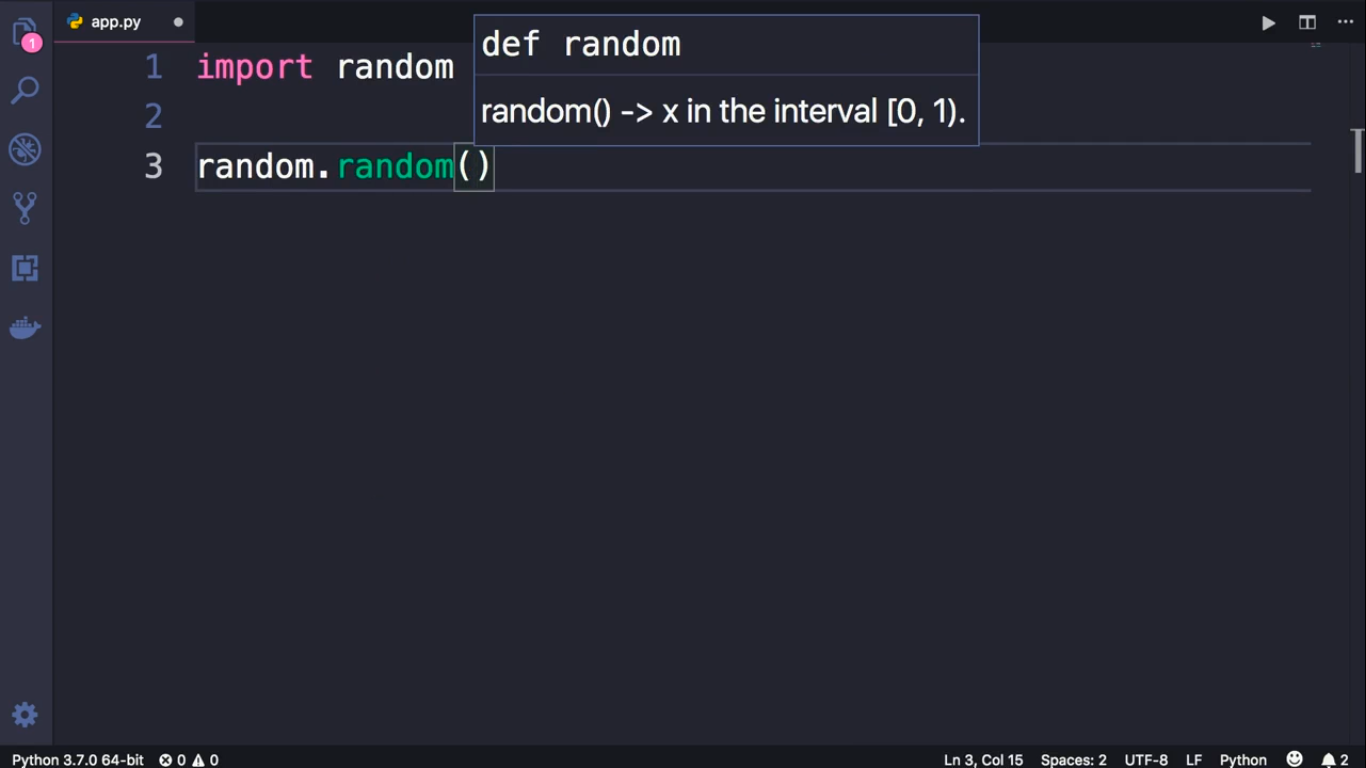 app.py
1
1 import random
2
3 random.random()
def random
random() -> x in the interval [0, 1).
Python 3.7.0 64-bit 0 0 Ln 3, Col 15 Spaces: 2 UTF-8 LF Python 2